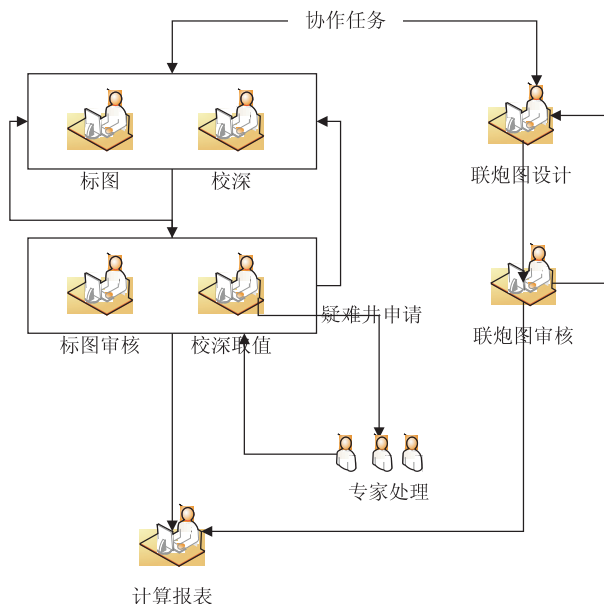 协作任务
标图
校深
联炮图设计
疑难井申请
标图审核
校深取值
联炮图审核
专家处理
计算报表